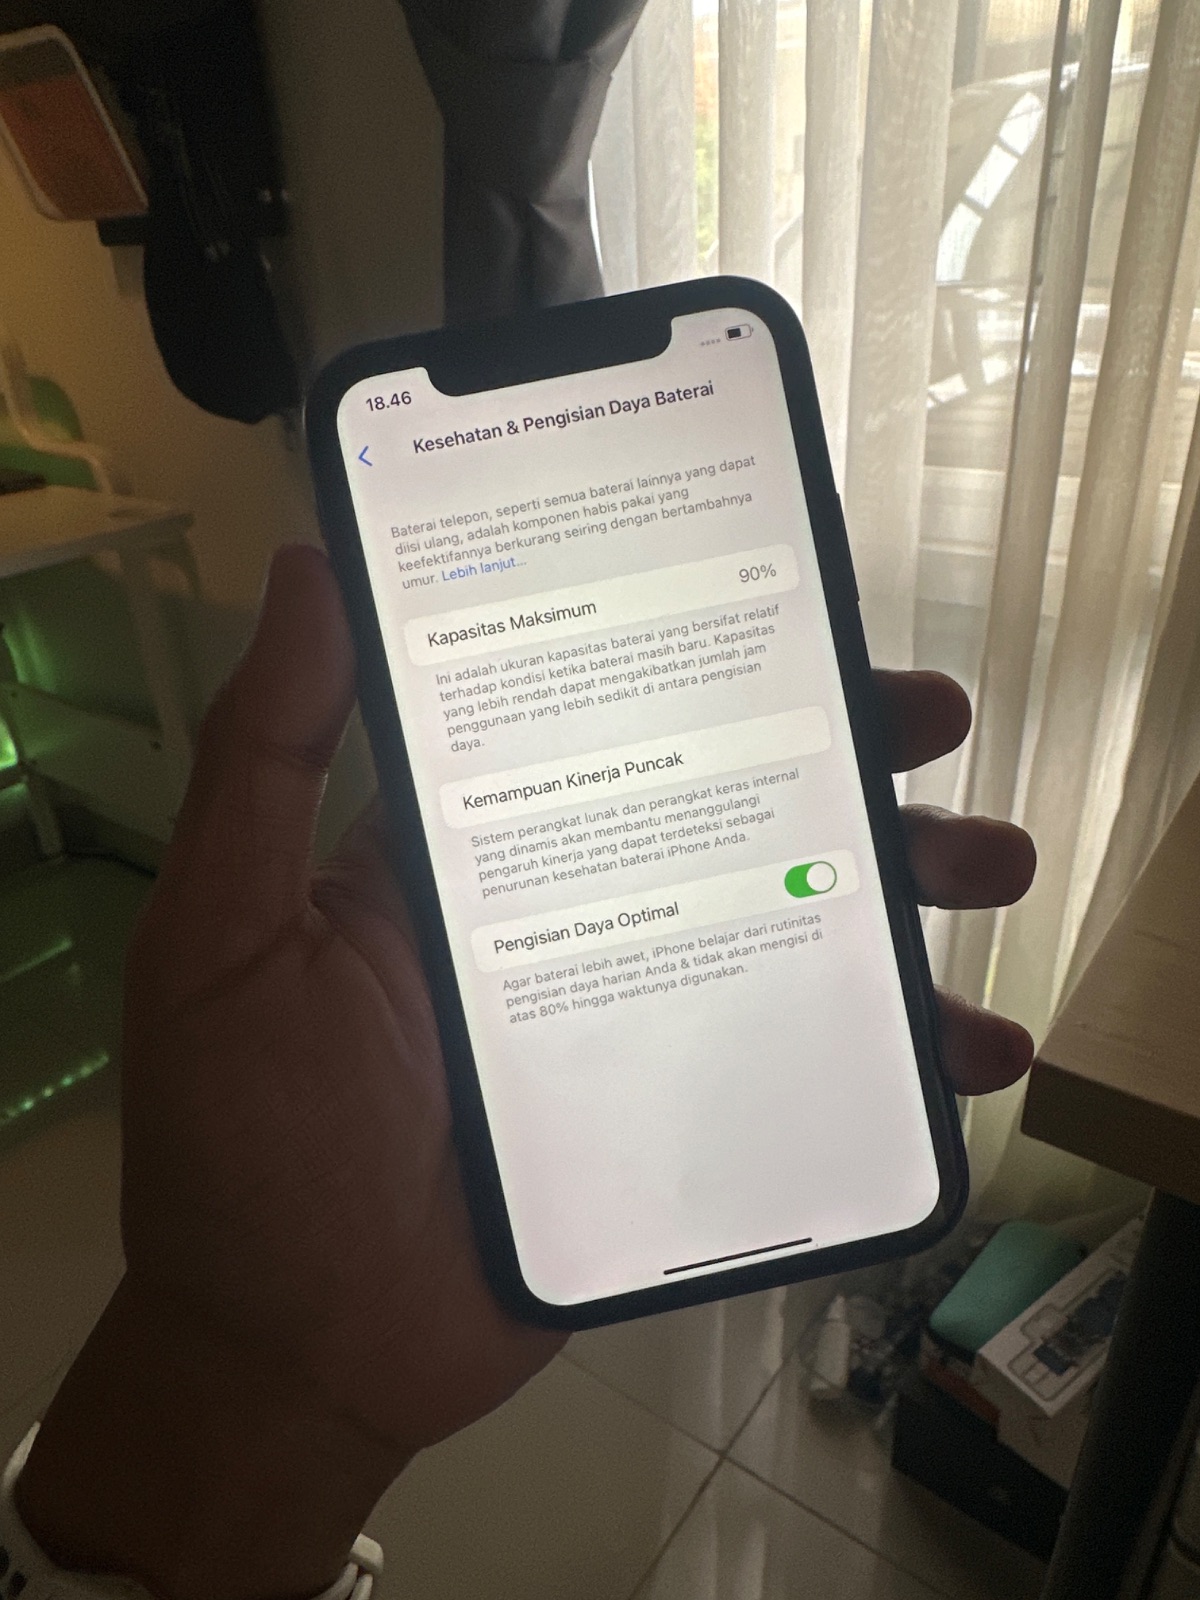 18.46
Kesehatan & Pengisian Daya Baterai
Baterai telepon, seperti semua baterai lainnya yang dapat
diisi ulang, adalah komponen habis pakai yang
keefektifannya berkurang seiring dengan bertambahnya
umur. Lebih lanjut...
Kapasitas Maksimum 90%
Ini adalah ukuran kapasitas baterai yang bersifat relatif
terhadap kondisi ketika baterai masih baru. Kapasitas
yang lebih rendah dapat mengakibatkan jumlah jam
penggunaan yang lebih sedikit di antara pengisian
daya.
Kemampuan Kinerja Puncak
Sistem perangkat lunak dan perangkat keras internal
yang dinamis akan membantu menanggulangi
pengaruh kinerja yang dapat terdeteksi sebagai
penurunan kesehatan baterai iPhone Anda.
Pengisian Daya Optimal
Agar baterai lebih awet, iPhone belajar dari rutinitas
pengisian daya harian Anda & tidak akan mengisi di
atas 80% hingga waktunya digunakan.